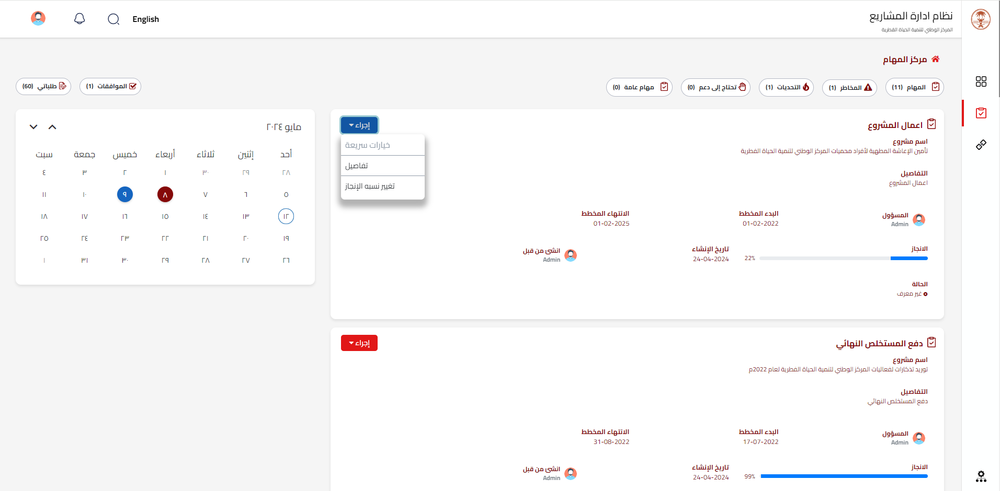 نظام ادارة المشاريع
المركز الوطني لتنمية الحياة الفطرية
English
مركز المهام
المهام (11)
المخاطر (1)
التحديات (1)
تحتاج إلى دعم (0)
مهام عامة (0)
الموافقات (1)
طلباتي (60)
اعمال المشروع
إجراء
خيارات سريعة
تفاصيل
تغيير نسبه الإنجاز
اسم مشروع
تأمين الإعاشة المطهية لأفراد محميات المركز الوطني لتنمية الحياة الفطرية
التفاصيل
اعمال المشروع
المسؤول
Admin
البدء المخطط
01-02-2022
الانتهاء المخطط
01-02-2025
الانجاز
22%
تاريخ الإنشاء
24-04-2024
انشئ من قبل
Admin
الحالة
غير معرف
دفع المستخلص النهائي
إجراء
اسم مشروع
توريد تذكارات لفعاليات المركز الوطني لتنمية الحياة الفطرية لعام 2022م
التفاصيل
دفع المستخلص النهائي
المسؤول
Admin
البدء المخطط
17-07-2022
الانتهاء المخطط
31-08-2022
الانجاز
99%
تاريخ الإنشاء
24-04-2024
انشئ من قبل
Admin
مايو ٢٠٢٤
أحد إثنين ثلاثاء أربعاء خميس جمعة سبت
٢٨ ٢٩ ٣٠ ١ ٢ ٣ ٤
٥ ٦ ٧ ٨ ٩ ١٠ ١١
١٢ ١٣ ١٤ ١٥ ١٦ ١٧ ١٨
١٩ ٢٠ ٢١ ٢٢ ٢٣ ٢٤ ٢٥
٢٦ ٢٧ ٢٨ ٢٩ ٣٠ ٣١ ١